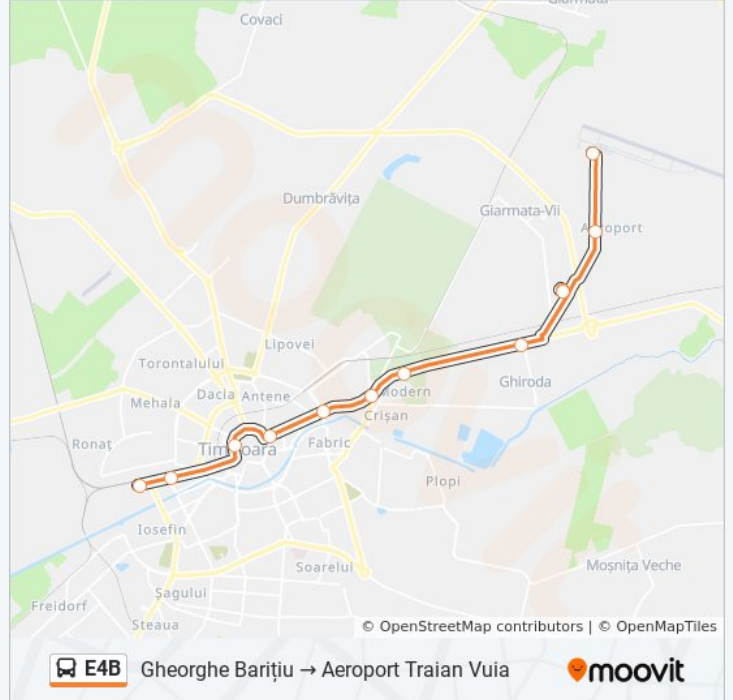 Giarmata
Covaci
Dumbrăvița
Giarmata-Vii
Aeroport
Lipovei
Torontalului
Dacia
Antene
Mehala
Modern
Ghiroda
Crișan
Ronaț
Timișoara
Fabric
Plopi
Iosefin
Soarelui
Moșnița Veche
Șagului
Freidorf
Steaua
© OpenStreetMap contributors | © OpenMapTiles
E4B Gheorghe Barițiu → Aeroport Traian Vuia
moovit